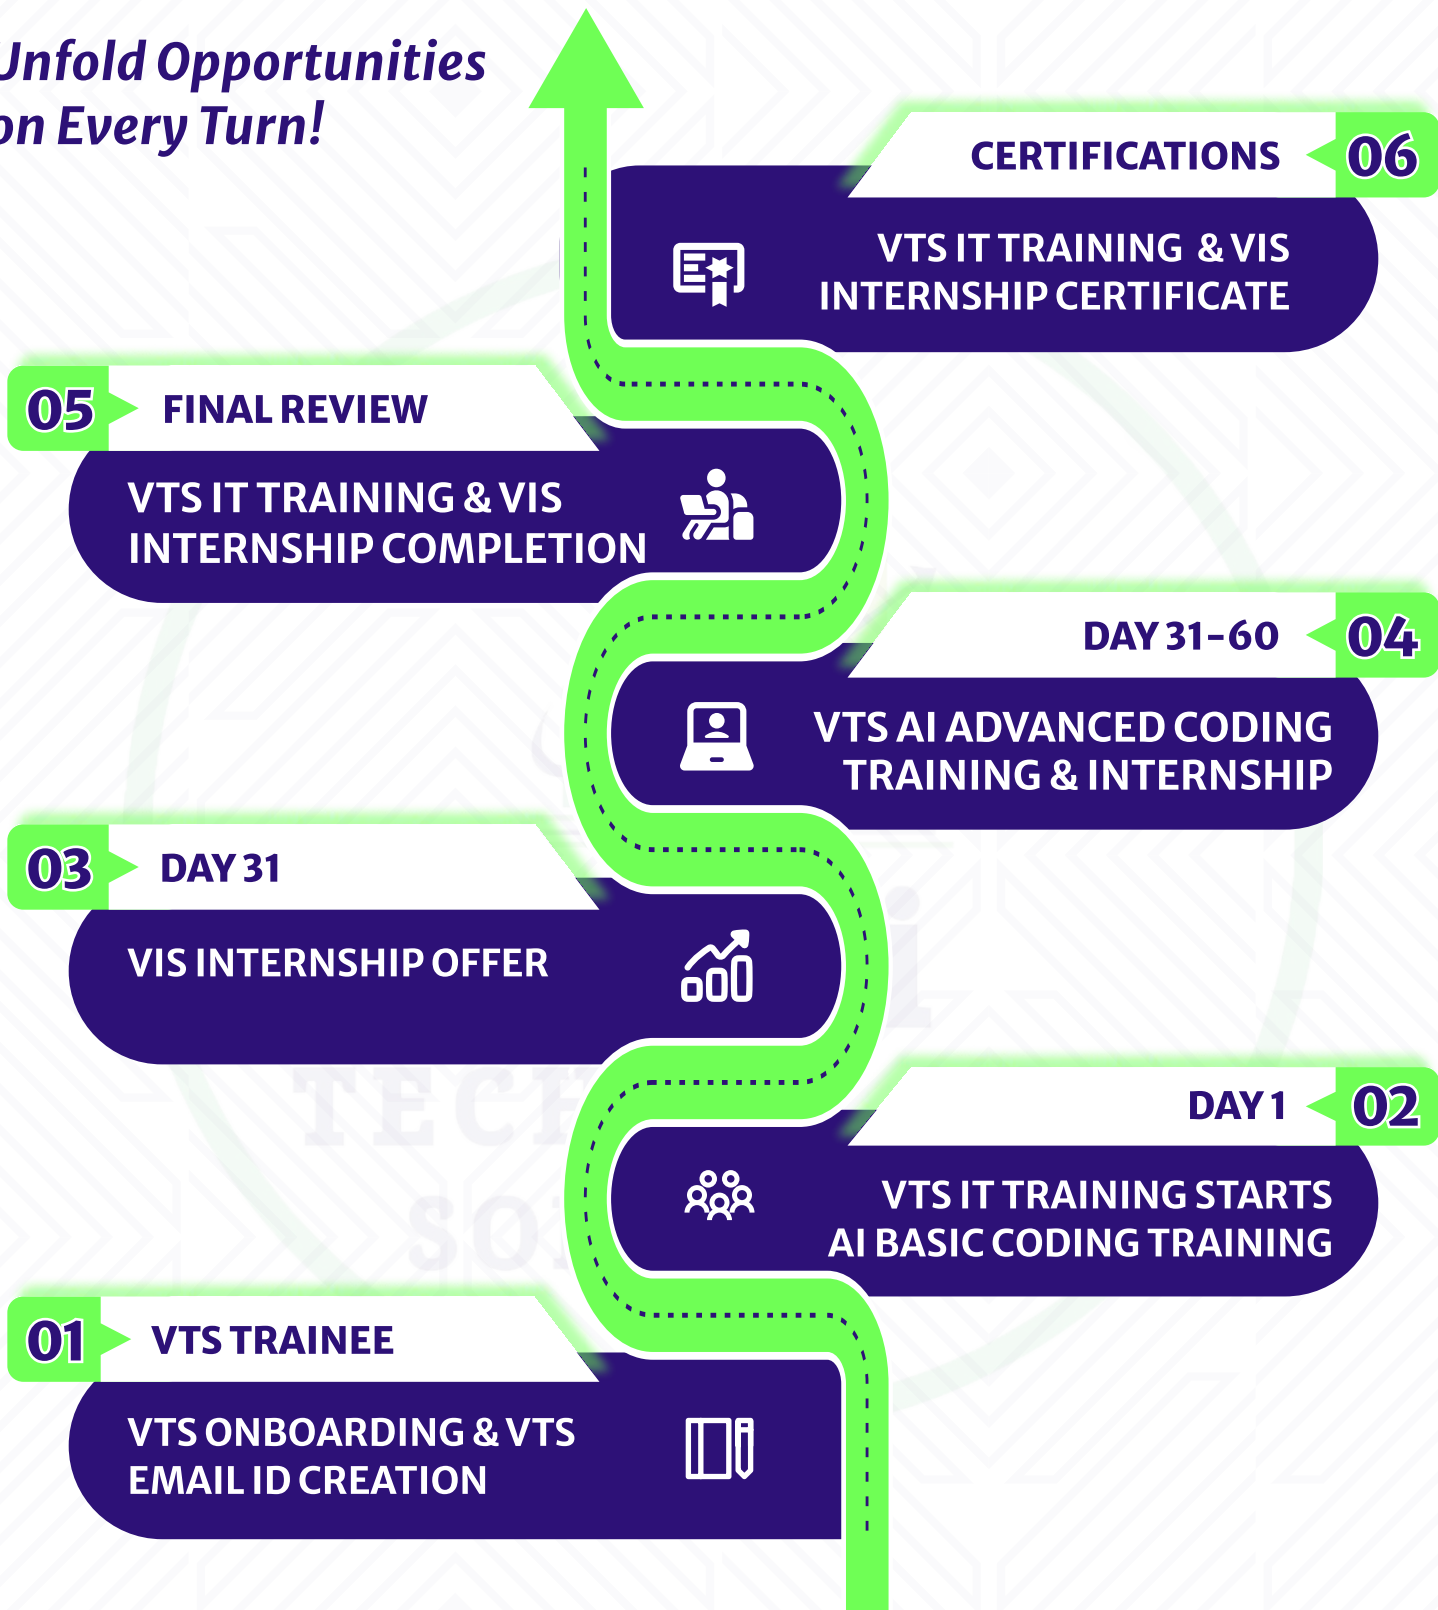 Unfold Opportunities
on Every Turn!
CERTIFICATIONS
06
VTS IT TRAINING & VIS
INTERNSHIP CERTIFICATE
05
FINAL REVIEW
VTS IT TRAINING & VIS
INTERNSHIP COMPLETION
DAY 31-60
04
VTS AI ADVANCED CODING
TRAINING & INTERNSHIP
03
DAY 31
VIS INTERNSHIP OFFER
DAY 1
02
VTS IT TRAINING STARTS
AI BASIC CODING TRAINING
01
VTS TRAINEE
VTS ONBOARDING & VTS
EMAIL ID CREATION